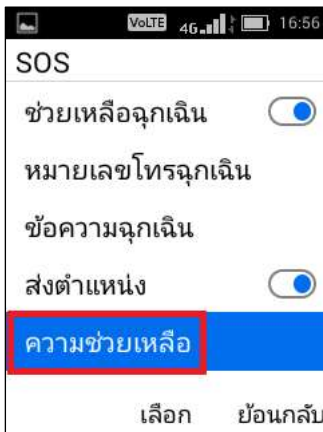 VoLTE 4G 16:56
SOS
ช่วยเหลือฉุกเฉิน
หมายเลขโทรฉุกเฉิน
ข้อความฉุกเฉิน
ส่งตำแหน่ง
ความช่วยเหลือ
เลือก ย้อนกลับ